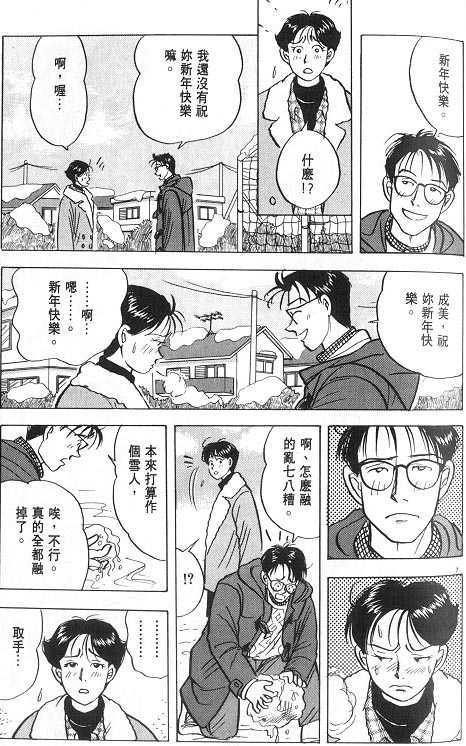 新年快樂。
什麽!?
我還沒有祝
妳新年快樂
嘛。
啊，喔…
成美，祝
妳新年快
樂。
……啊。
嗯……。
新年快樂。
啊、怎麽融
的亂七八糟。
!?
本來打算作
個雪人，
唉，不行。
真的全都融
掉了。
………
取手…